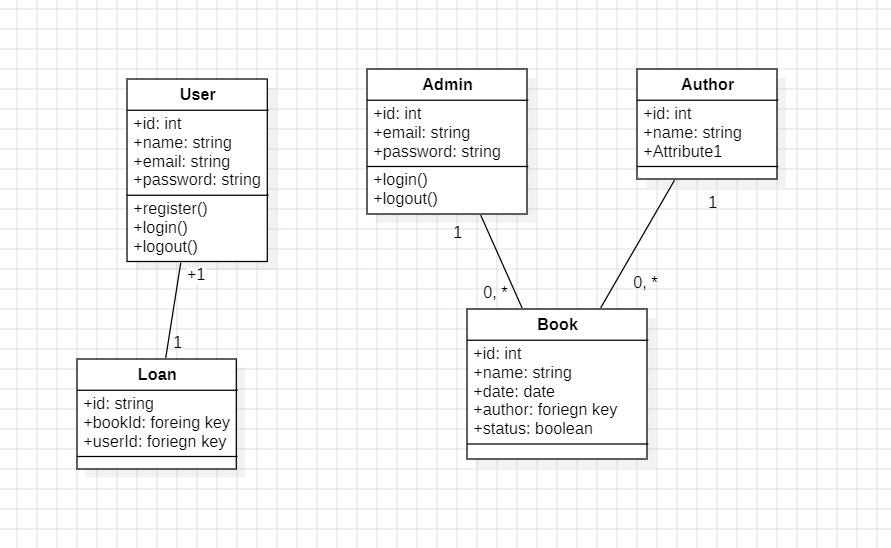 User
+id: int
+name: string
+email: string
+password: string
+register()
+login()
+logout()
+1
1
Loan
+id: string
+bookId: foreing key
+userId: foriegn key
Admin
+id: int
+email: string
+password: string
+login()
+logout()
1
0, *
Author
+id: int
+name: string
+Attribute1
1
0, *
Book
+id: int
+name: string
+date: date
+author: foriegn key
+status: boolean